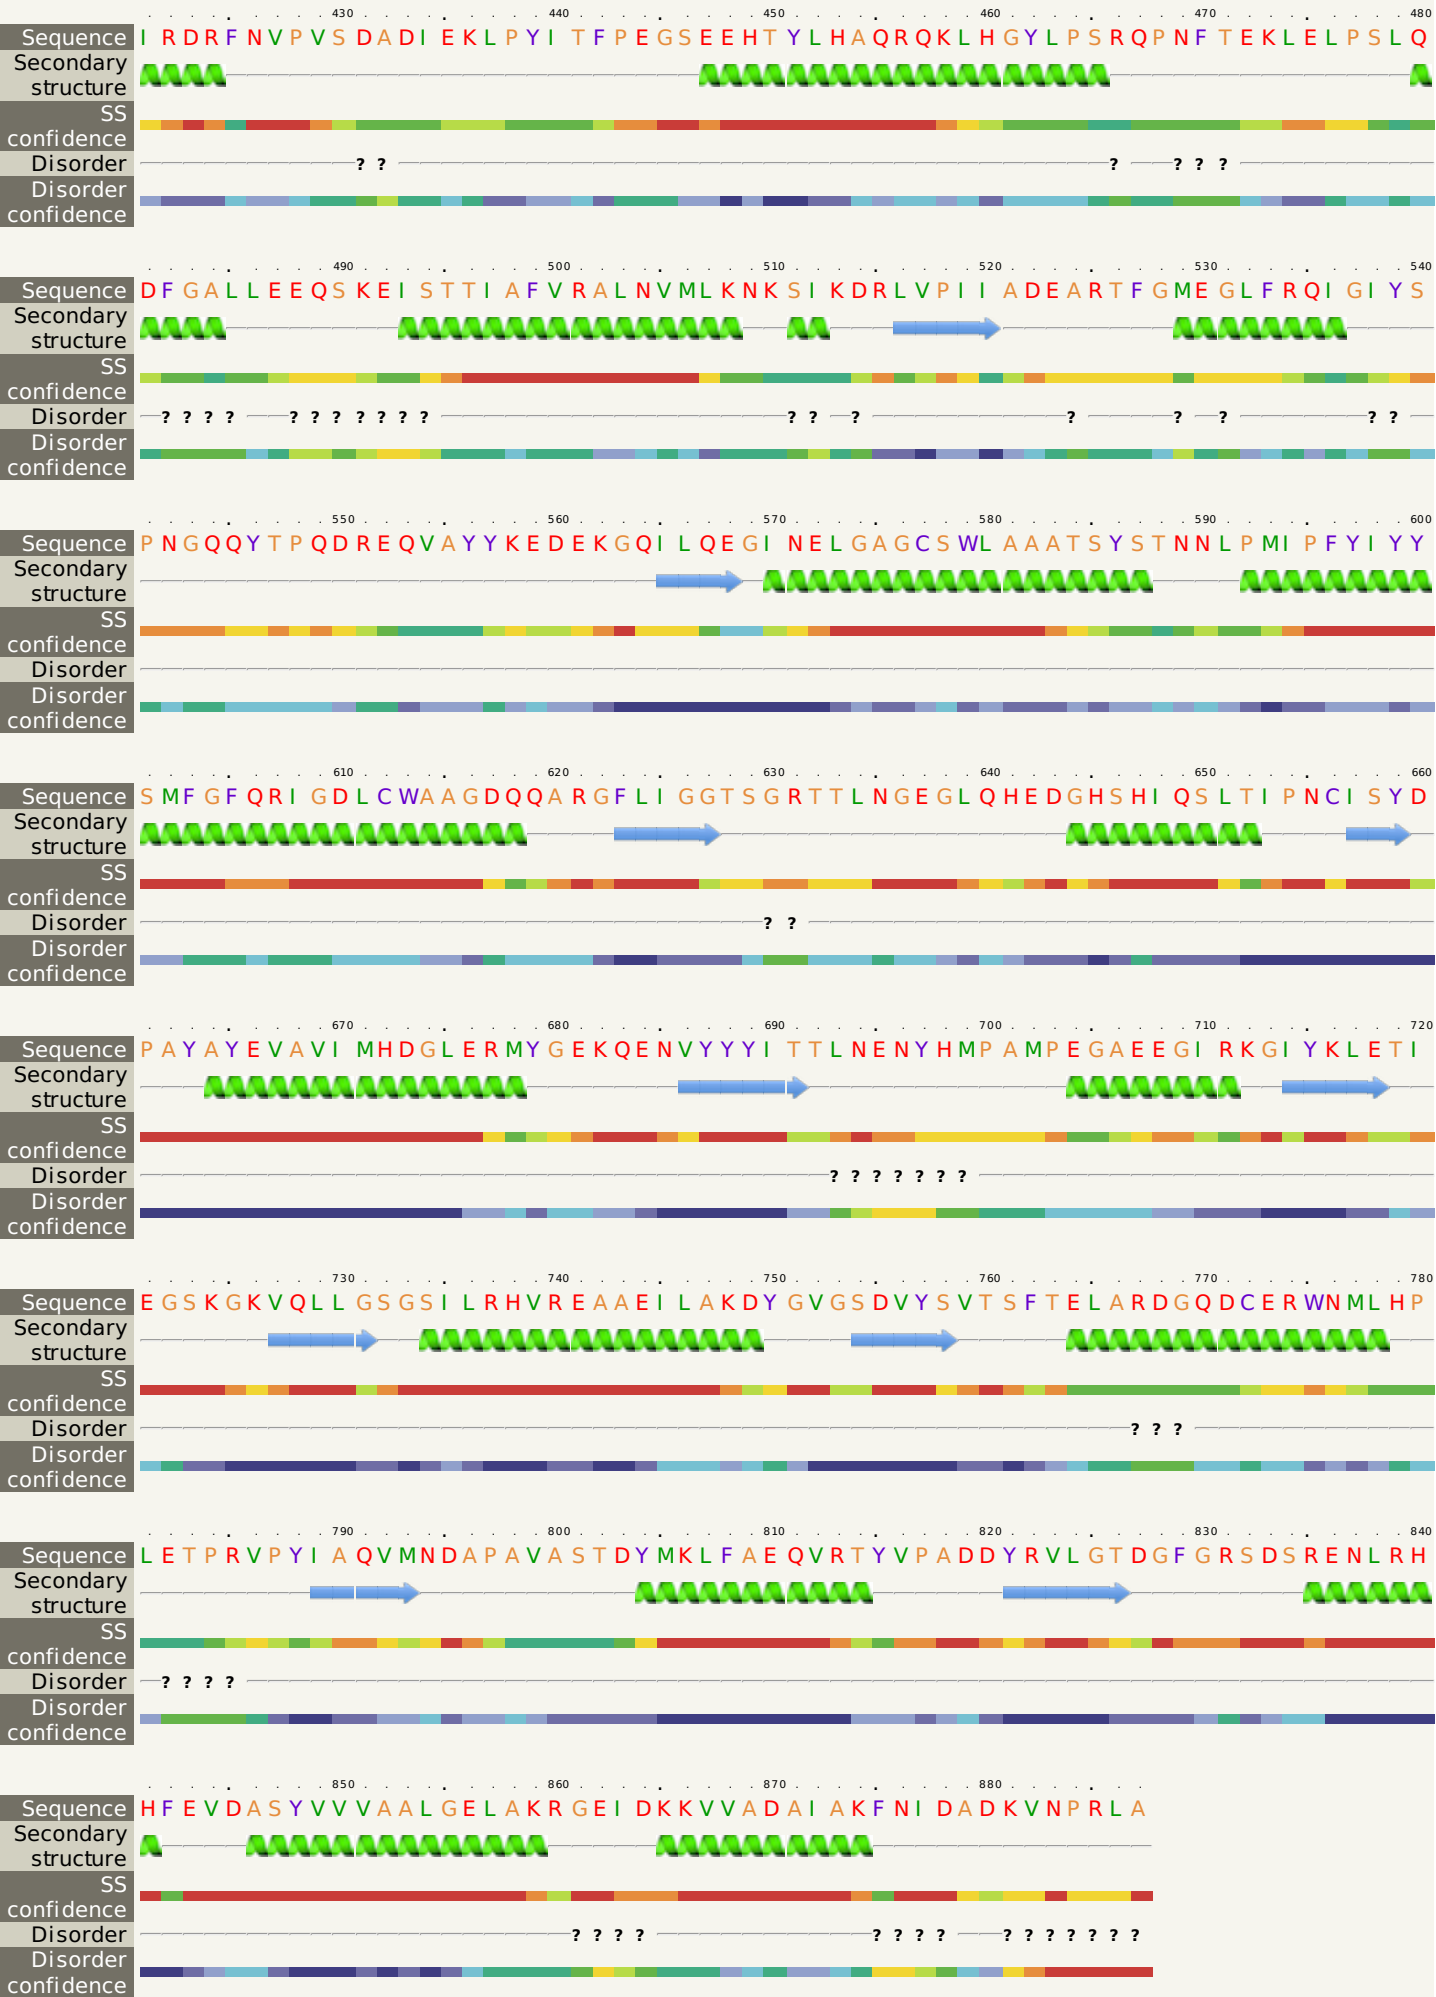 430 440 450 460 470 480
Sequence IRDRFNVPVSDADIEKLPYITFPEGSEEHTYLHAQRQKLHGYLPSRQPNFTEKLELPSLQ
Secondary
structure
SS
confidence
Disorder ? ? ? ? ? ?
Disorder
confidence
490 500 510 520 530 540
Sequence DFGALLEEQSKEISTTIAFVRALNVMLKNKSIKDRLVPIIADEARTFGMEGLFRQIGIYS
Secondary
structure
SS
confidence
Disorder ? ? ? ? ? ? ? ? ? ? ? ? ? ? ? ? ? ? ?
Disorder
confidence
550 560 570 580 590 600
Sequence PNGQQYTPQDREQVAYYKEDEKGQILQEGINELGAGCSWLAAATSYSTNNLPMIPFYIYY
Secondary
structure
SS
confidence
Disorder
Disorder
confidence
610 620 630 640 650 660
Sequence SMFGFQRIGDLCWAAGDQQARGFLIGGTSGRTTLNGEGLQHEDGHSHIQSLTIPNCISYD
Secondary
structure
SS
confidence
Disorder ? ?
Disorder
confidence
670 680 690 700 710 720
Sequence PAYAYEVAVIMHDGLERMYGEKQENVYYYITTLNENYHMPAMPEGAEEGIRKGIYKLETI
Secondary
structure
SS
confidence
Disorder ? ? ? ? ? ? ?
Disorder
confidence
730 740 750 760 770 780
Sequence EGSKGKVQLLGSGSILRHVREAAEILAKDYGVGSDVYSVTSFTELARDGQDCERWNMLHP
Secondary
structure
SS
confidence
Disorder ? ? ?
Disorder
confidence
790 800 810 820 830 840
Sequence LETPRVPYIAQVMNDAPAVASTDYMKLFAEQVRTYVPADDYRVLGTDGFGRSDSRENLRH
Secondary
structure
SS
confidence
Disorder ? ? ? ?
Disorder
confidence
850 860 870 880
Sequence HFEVDASYVVVAALGELAKRGEIDKKVVADAIAKFNIDADKVNPRLA
Secondary
structure
SS
confidence
Disorder ? ? ? ? ? ? ? ? ? ? ? ? ? ? ?
Disorder
confidence